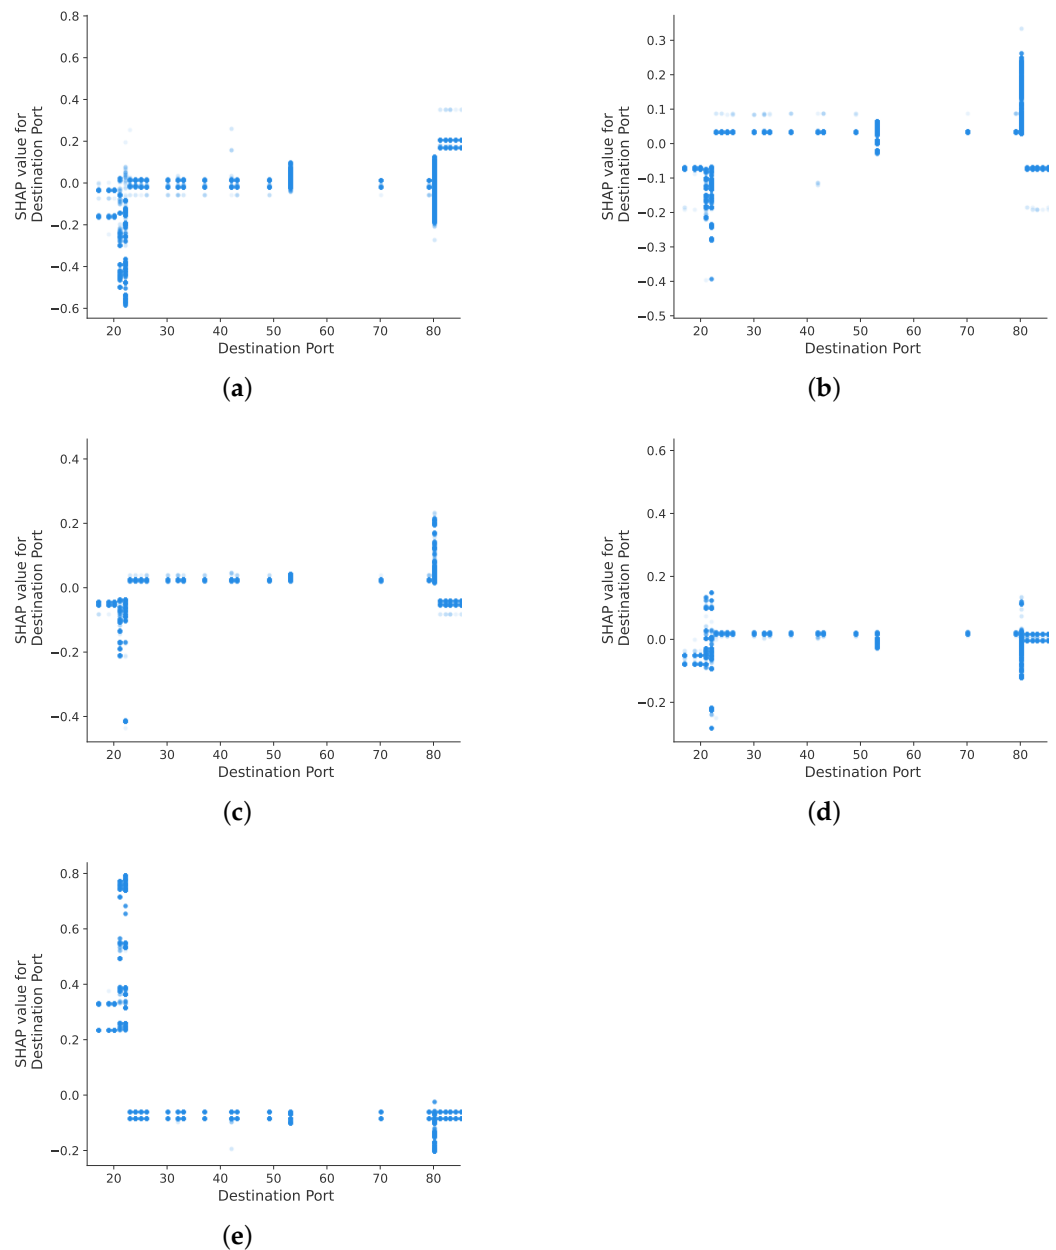 0.8
0.6
0.4
0.2
0.0
−0.2
−0.4
−0.6
SHAP value for
Destination Port
20 30 40 50 60 70 80
Destination Port
(a)
0.3
0.2
0.1
0.0
−0.1
−0.2
−0.3
−0.4
−0.5
SHAP value for
Destination Port
20 30 40 50 60 70 80
Destination Port
(b)
0.4
0.2
0.0
−0.2
−0.4
SHAP value for
Destination Port
20 30 40 50 60 70 80
Destination Port
(c)
0.6
0.4
0.2
0.0
−0.2
SHAP value for
Destination Port
20 30 40 50 60 70 80
Destination Port
(d)
0.8
0.6
0.4
0.2
0.0
−0.2
SHAP value for
Destination Port
20 30 40 50 60 70 80
Destination Port
(e)